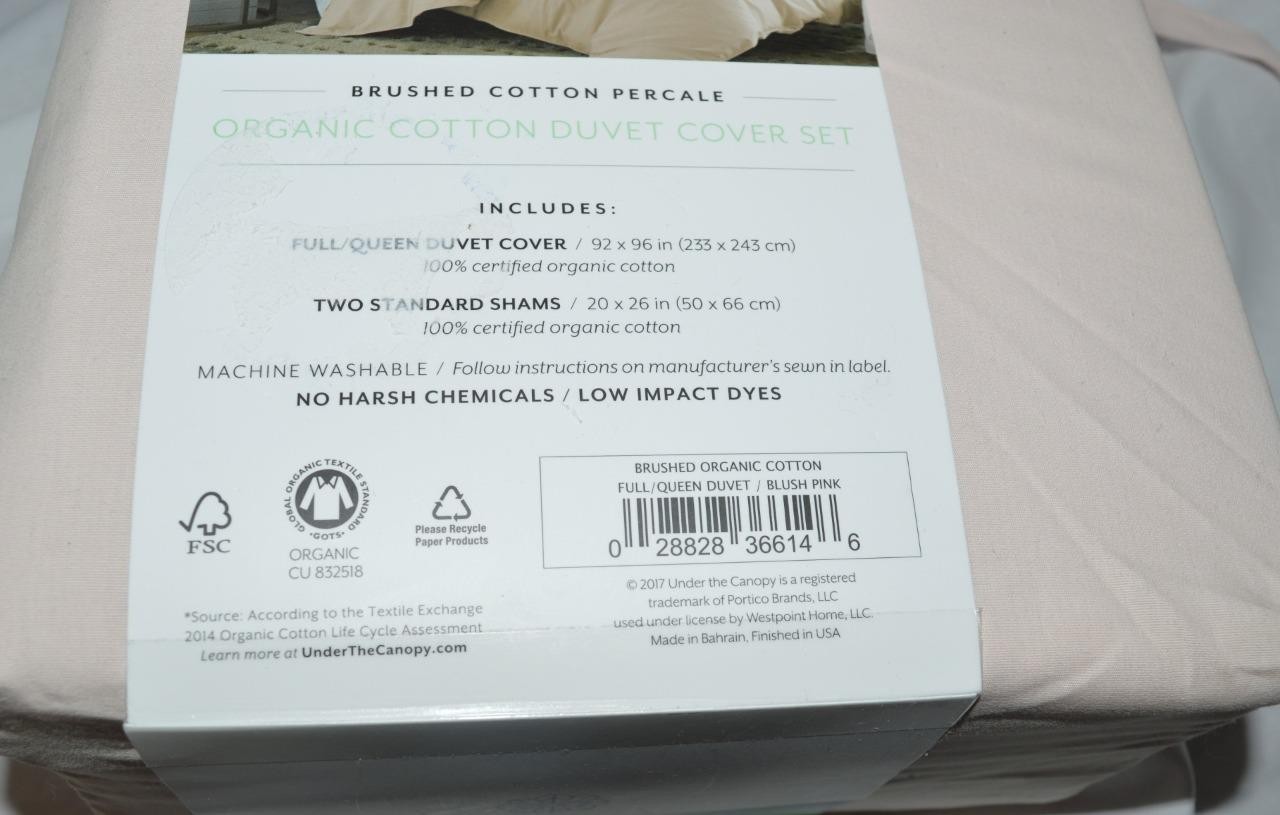 BRUSHED COTTON PERCALE
ORGANIC COTTON DUVET COVER SET
INCLUDES:
FULL/QUEEN DUVET COVER / 92 x 96 in (233 x 243 cm)
100% certified organic cotton
TWO STANDARD SHAMS / 20 x 26 in (50 x 66 cm)
100% certified organic cotton
MACHINE WASHABLE / Follow instructions on manufacturer's sewn in label.
NO HARSH CHEMICALS / LOW IMPACT DYES
FSC
GLOBAL ORGANIC TEXTILE STANDARD
·GOTS·
ORGANIC
CU 832518
Please Recycle
Paper Products
BRUSHED ORGANIC COTTON
FULL/QUEEN DUVET / BLUSH PINK
0 28828 36614 6
*Source: According to the Textile Exchange
2014 Organic Cotton Life Cycle Assessment
Learn more at UnderTheCanopy.com
© 2017 Under the Canopy is a registered
trademark of Portico Brands, LLC
used under license by Westpoint Home, LLC.
Made in Bahrain, Finished in USA